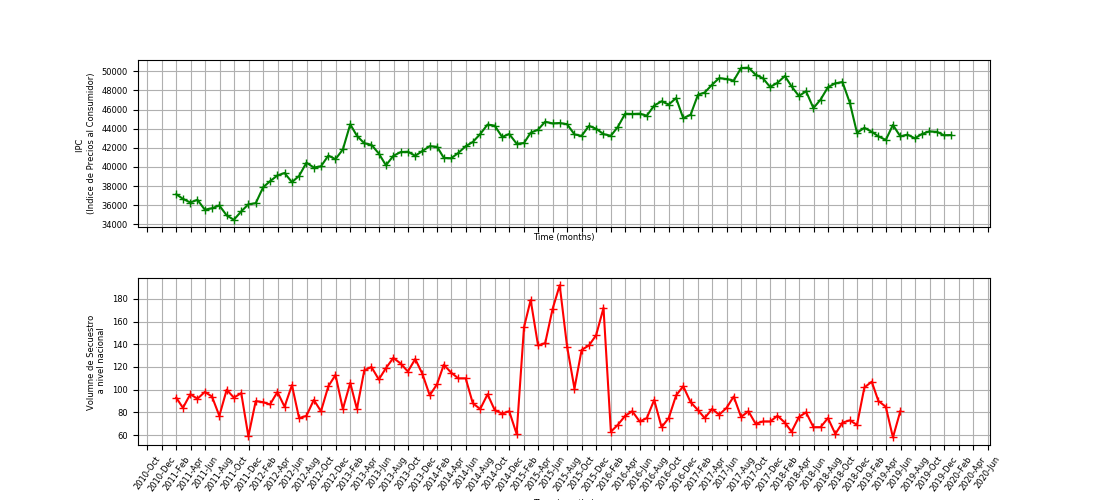 50000
48000
46000
44000
42000
40000
38000
36000
34000
IPC
(Indice de Precios al Consumidor)
Time (months)
180
160
140
120
100
80
60
Volumne de Secuestro
a nivel nacional
2010-Oct
2010-Dec
2011-Feb
2011-Apr
2011-Jun
2011-Aug
2011-Oct
2011-Dec
2012-Feb
2012-Apr
2012-Jun
2012-Aug
2012-Oct
2012-Dec
2013-Feb
2013-Apr
2013-Jun
2013-Aug
2013-Oct
2013-Dec
2014-Feb
2014-Apr
2014-Jun
2014-Aug
2014-Oct
2014-Dec
2015-Feb
2015-Apr
2015-Jun
2015-Aug
2015-Oct
2015-Dec
2016-Feb
2016-Apr
2016-Jun
2016-Aug
2016-Oct
2016-Dec
2017-Feb
2017-Apr
2017-Jun
2017-Aug
2017-Oct
2017-Dec
2018-Feb
2018-Apr
2018-Jun
2018-Aug
2018-Oct
2018-Dec
2019-Feb
2019-Apr
2019-Jun
2019-Aug
2019-Oct
2019-Dec
2020-Feb
2020-Apr
2020-Jun